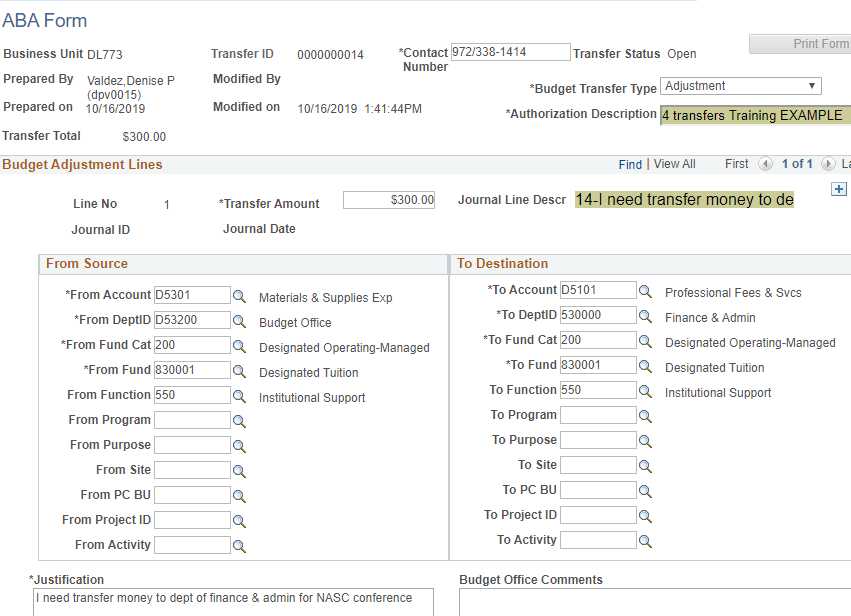 ABA Form
Business Unit DL773 Transfer ID 0000000014 *Contact Number 972/338-1414 Transfer Status Open Print Form
Prepared By Valdez,Denise P (dpv0015) Modified By
*Budget Transfer Type Adjustment
Prepared on 10/16/2019 Modified on 10/16/2019 1:41:44PM
*Authorization Description 4 transfers Training EXAMPLE
Transfer Total $300.00
Budget Adjustment Lines Find | View All First 1 of 1 La
Line No 1 *Transfer Amount $300.00 Journal Line Descr 14-I need transfer money to de
Journal ID Journal Date
From Source
*From Account D5301 Materials & Supplies Exp
*From DeptID D53200 Budget Office
*From Fund Cat 200 Designated Operating-Managed
*From Fund 830001 Designated Tuition
From Function 550 Institutional Support
From Program
From Purpose
From Site
From PC BU
From Project ID
From Activity
To Destination
*To Account D5101 Professional Fees & Svcs
*To DeptID 530000 Finance & Admin
*To Fund Cat 200 Designated Operating-Managed
*To Fund 830001 Designated Tuition
To Function 550 Institutional Support
To Program
To Purpose
To Site
To PC BU
To Project ID
To Activity
*Justification
I need transfer money to dept of finance & admin for NASC conference
Budget Office Comments